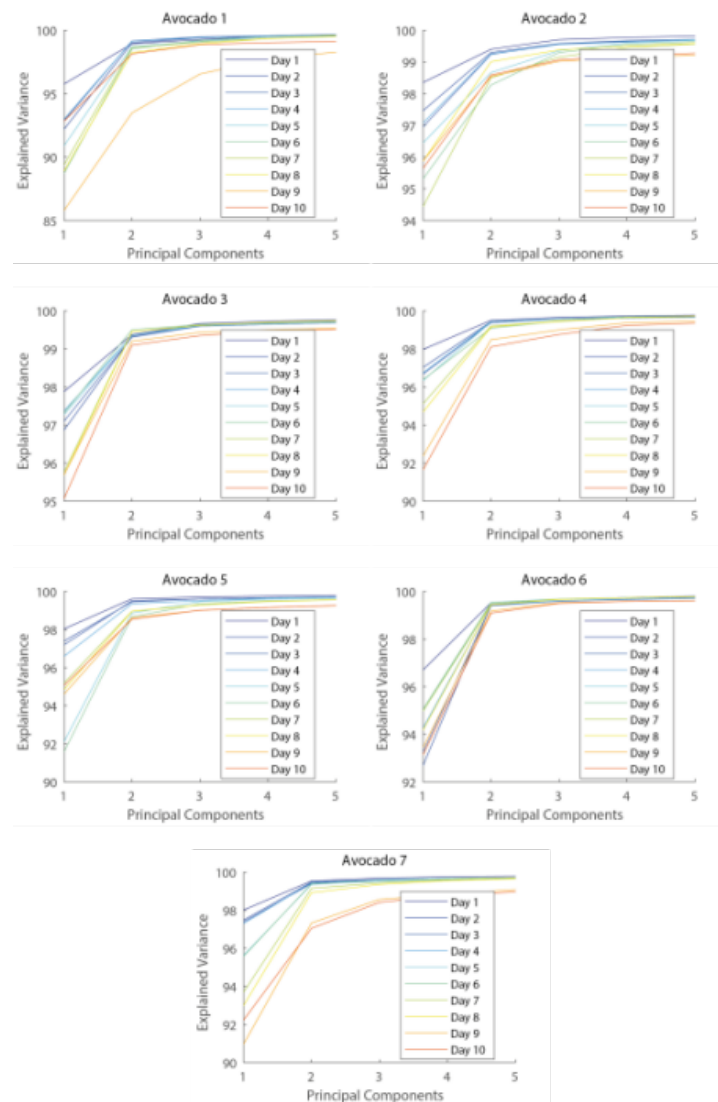 Avocado 1
Explained Variance
100
95
90
85
1 2 3 4 5
Principal Components
Day 1
Day 2
Day 3
Day 4
Day 5
Day 6
Day 7
Day 8
Day 9
Day 10
Avocado 2
Explained Variance
100
99
98
97
96
95
94
1 2 3 4 5
Principal Components
Day 1
Day 2
Day 3
Day 4
Day 5
Day 6
Day 7
Day 8
Day 9
Day 10
Avocado 3
Explained Variance
100
99
98
97
96
95
1 2 3 4 5
Principal Components
Day 1
Day 2
Day 3
Day 4
Day 5
Day 6
Day 7
Day 8
Day 9
Day 10
Avocado 4
Explained Variance
100
98
96
94
92
90
1 2 3 4 5
Principal Components
Day 1
Day 2
Day 3
Day 4
Day 5
Day 6
Day 7
Day 8
Day 9
Day 10
Avocado 5
Explained Variance
100
98
96
94
92
90
1 2 3 4 5
Principal Components
Day 1
Day 2
Day 3
Day 4
Day 5
Day 6
Day 7
Day 8
Day 9
Day 10
Avocado 6
Explained Variance
100
98
96
94
92
1 2 3 4 5
Principal Components
Day 1
Day 2
Day 3
Day 4
Day 5
Day 6
Day 7
Day 8
Day 9
Day 10
Avocado 7
Explained Variance
100
98
96
94
92
90
1 2 3 4 5
Principal Components
Day 1
Day 2
Day 3
Day 4
Day 5
Day 6
Day 7
Day 8
Day 9
Day 10